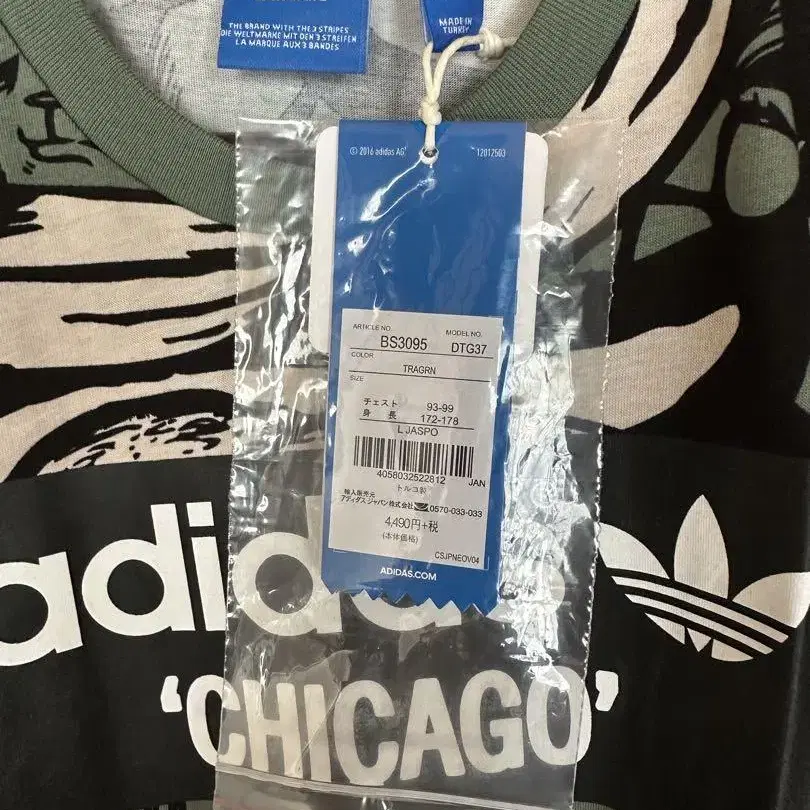 THE BRAND WITH THE 3 STRIPES
DIE WELTMARKE MIT DEN 3 STREIFEN
LA MARQUE AUX 3 BANDES
MADE IN
TURKEY
© 2016 adidas AG
12012503
ARTICLE NO.
MODEL NO.
BS3095
DTG37
COLOR
TRAGRN
SIZE
チェスト 93-99
身 長 172-178
L JASPO
4058032522812 JAN
トルコ製
輸入販売元
アディダス ジャパン株式会社 0570-033-033
4,490円+税
(本体価格)
CSJPNEOV04
ADIDAS.COM
adidas
‘CHICAGO’